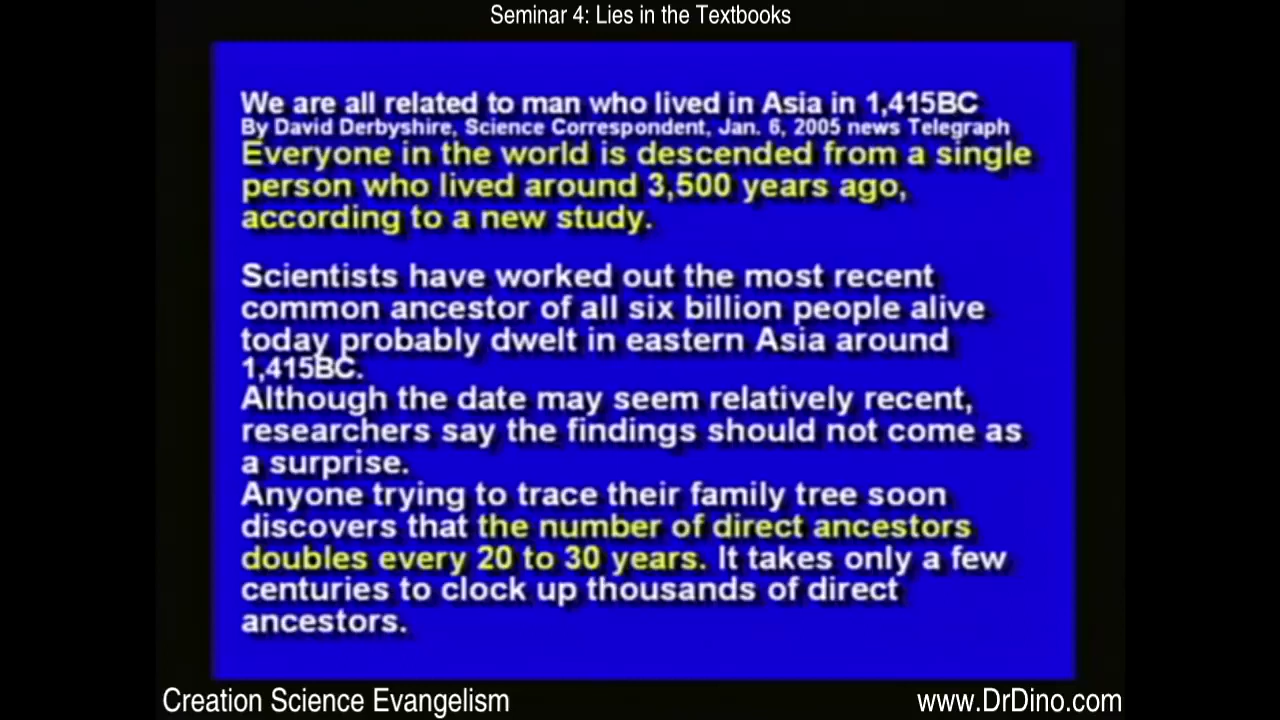 Seminar 4: Lies in the Textbooks
We are all related to man who lived in Asia in 1,415BC
By David Derbyshire, Science Correspondent, Jan. 6, 2005 news Telegraph
Everyone in the world is descended from a single
person who lived around 3,500 years ago,
according to a new study.
Scientists have worked out the most recent
common ancestor of all six billion people alive
today probably dwelt in eastern Asia around
1,415BC.
Although the date may seem relatively recent,
researchers say the findings should not come as
a surprise.
Anyone trying to trace their family tree soon
discovers that the number of direct ancestors
doubles every 20 to 30 years. It takes only a few
centuries to clock up thousands of direct
ancestors.
Creation Science Evangelism
www.DrDino.com